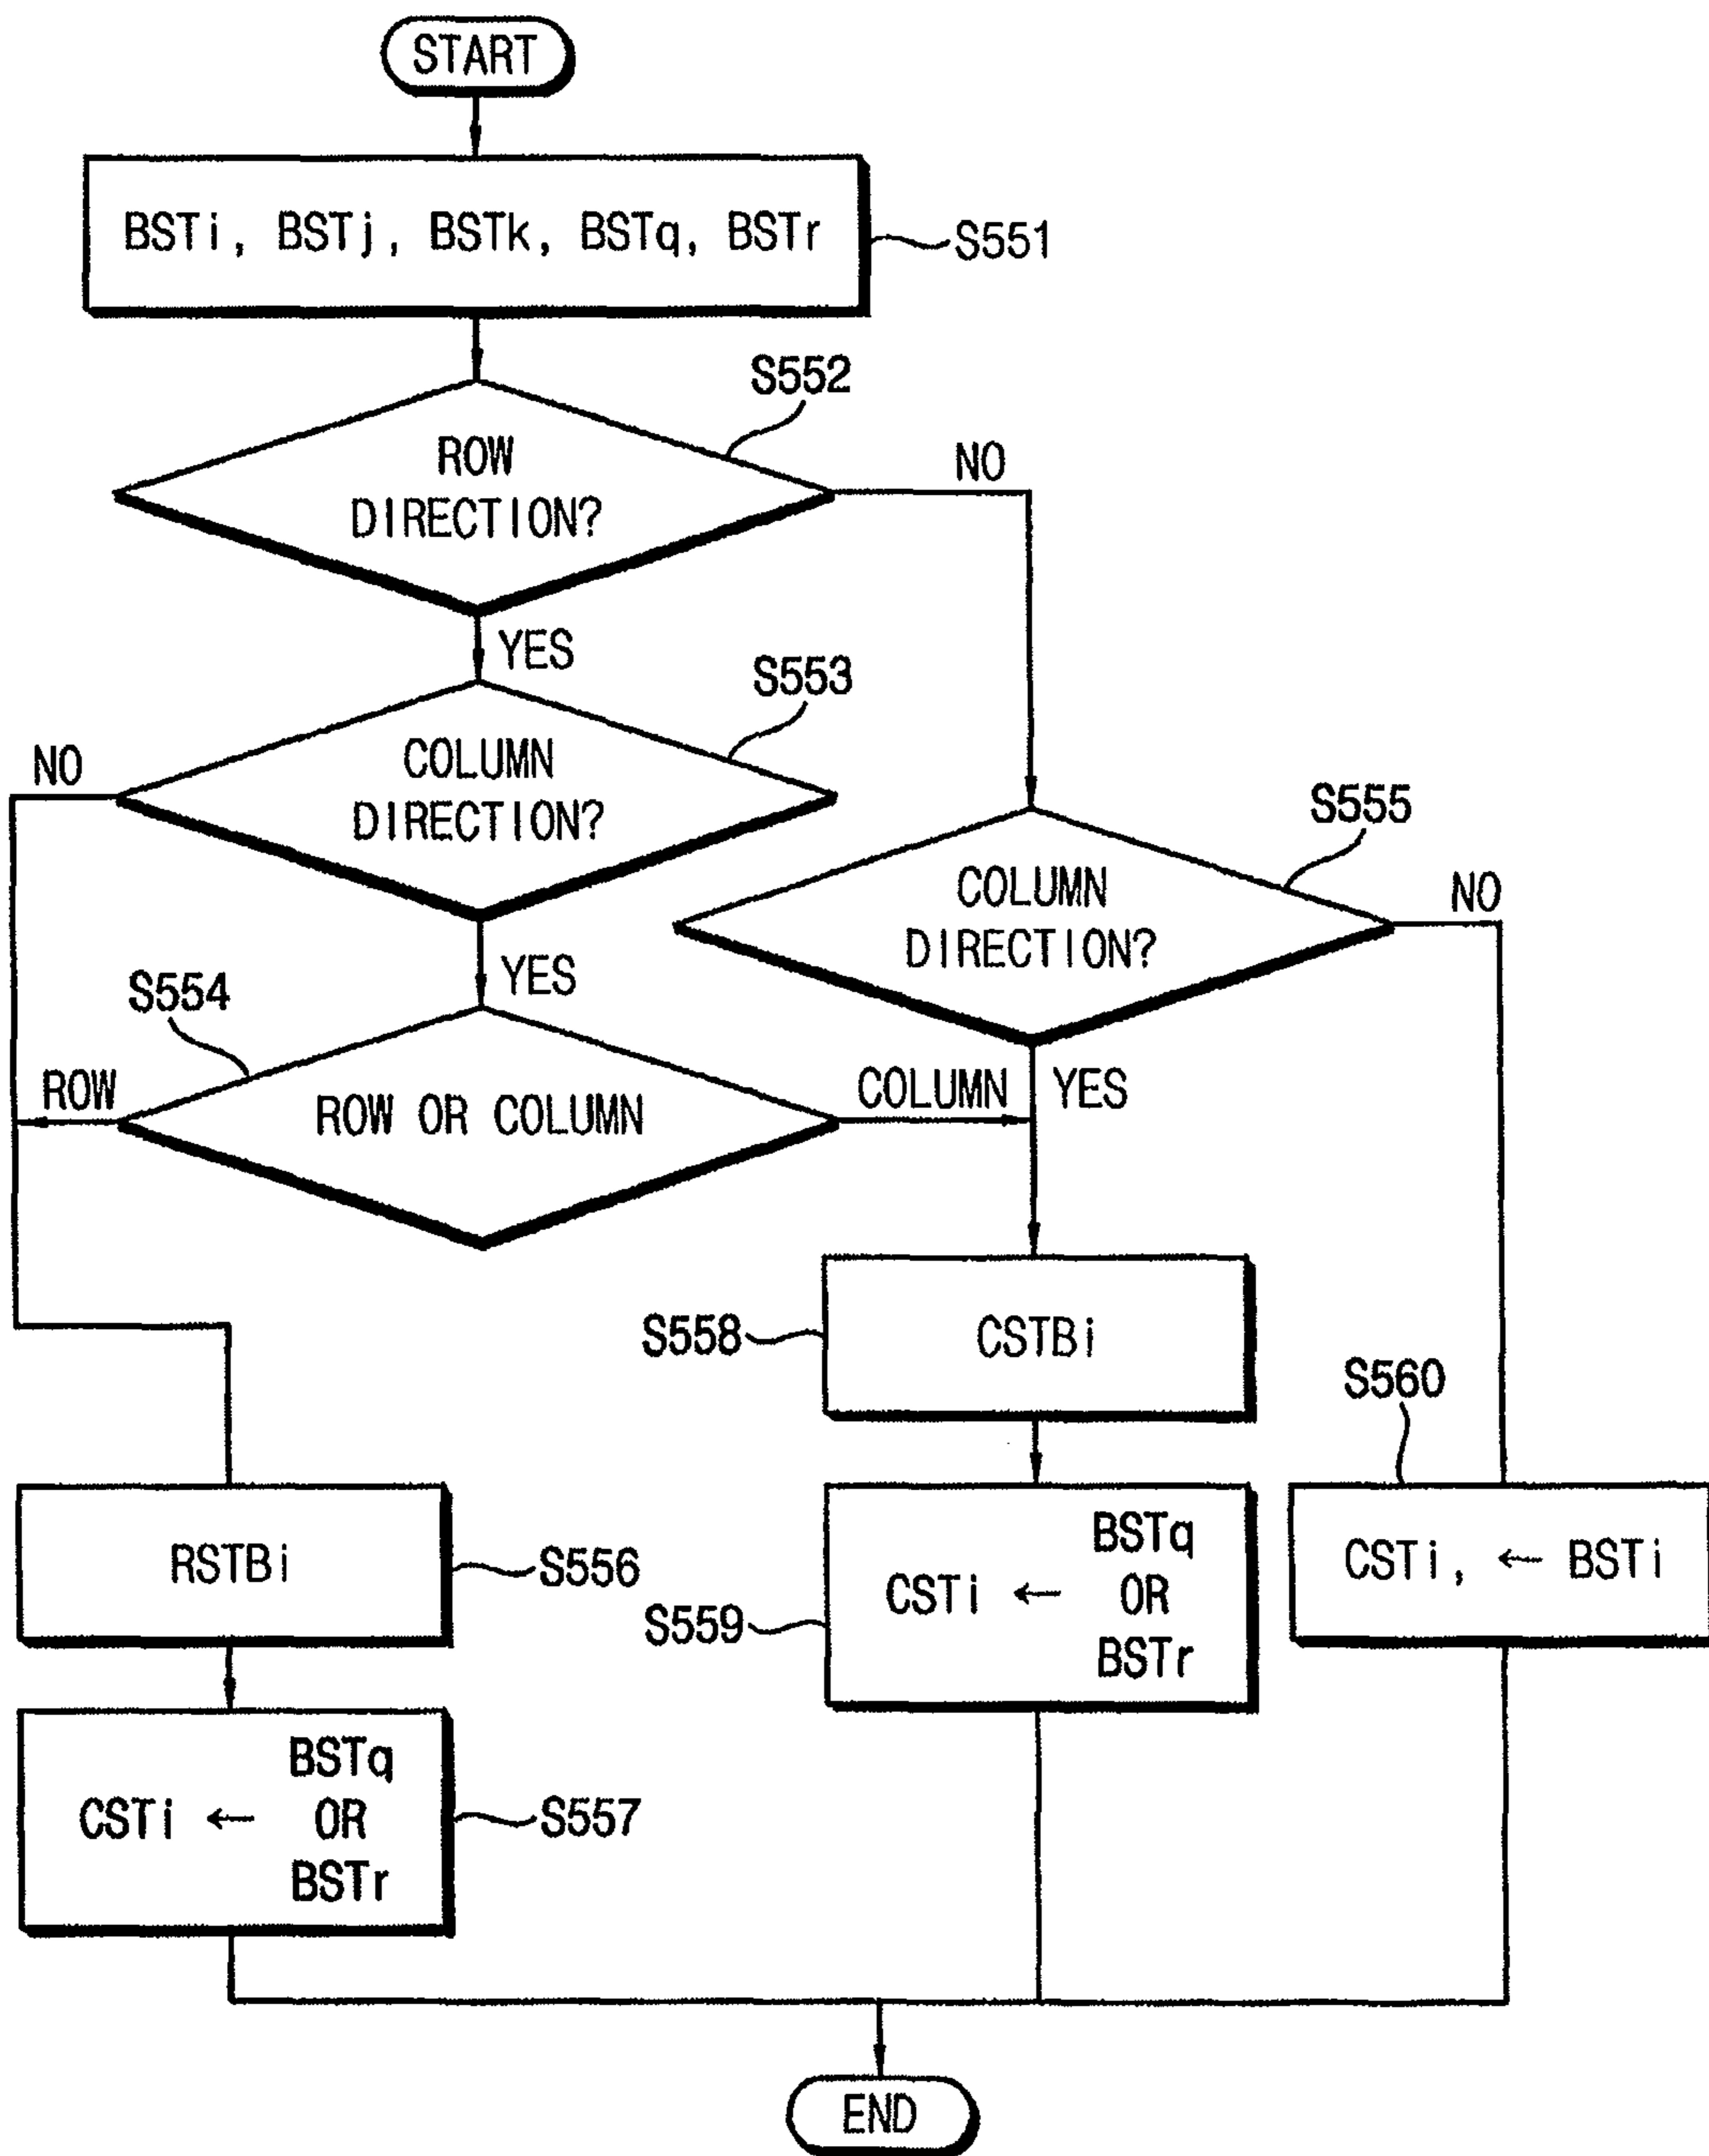 START
BSTi, BSTj, BSTk, BSTq, BSTr
S551
S552
ROW
DIRECTION?
NO
YES
S553
COLUMN
DIRECTION?
NO
YES
S555
COLUMN
DIRECTION?
NO
YES
S554
ROW
ROW OR COLUMN
COLUMN
S558
CSTBi
S560
CSTi, ← BSTi
RSTBi
S556
S559
BSTq
CSTi ← OR
BSTr
BSTq
CSTi ← OR
BSTr
S557
END